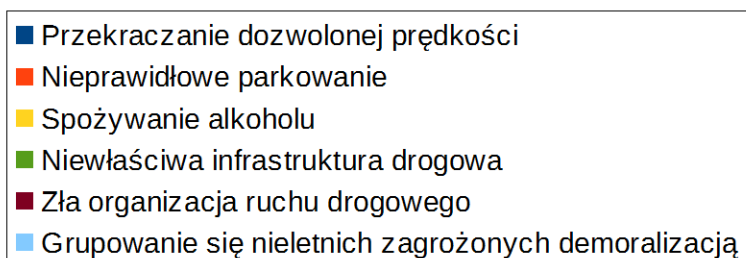 Przekraczanie dozwolonej prędkości
Nieprawidłowe parkowanie
Spożywanie alkoholu
Niewłaściwa infrastruktura drogowa
Zła organizacja ruchu drogowego
Grupowanie się nieletnich zagrożonych demoralizacją